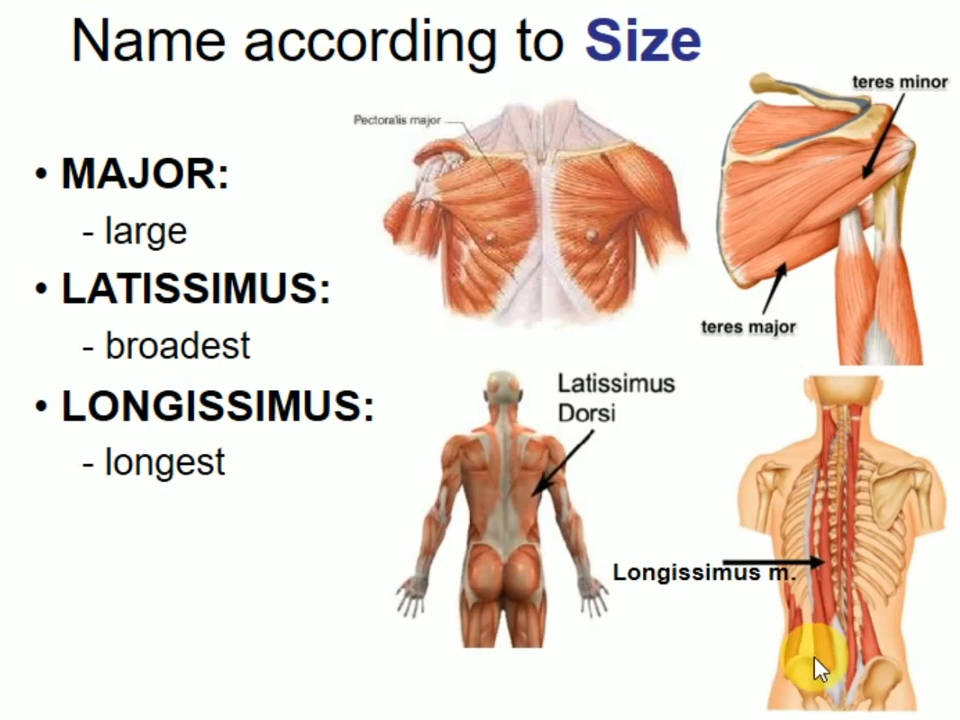 Name according to Size
• MAJOR:
- large
• LATISSIMUS:
- broadest
• LONGISSIMUS:
- longest
Pectoralis major
teres minor
teres major
Latissimus
Dorsi
Longissimus m.